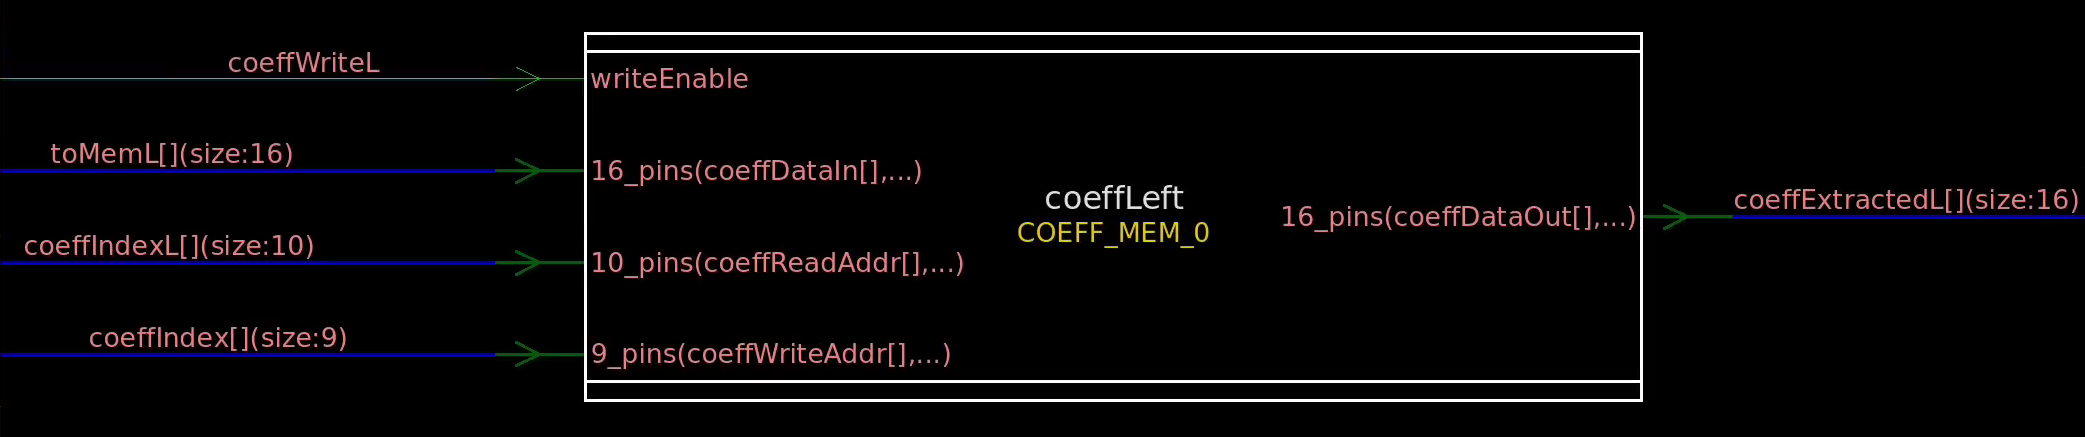 coeffWriteL
writeEnable
toMemL[](size:16)
16_pins(coeffDataIn[],...)
coeffLeft
COEFF_MEM_0
16_pins(coeffDataOut[],...)
coeffExtractedL[](size:16)
coeffIndexL[](size:10)
10_pins(coeffReadAddr[],...)
coeffIndex[](size:9)
9_pins(coeffWriteAddr[],...)